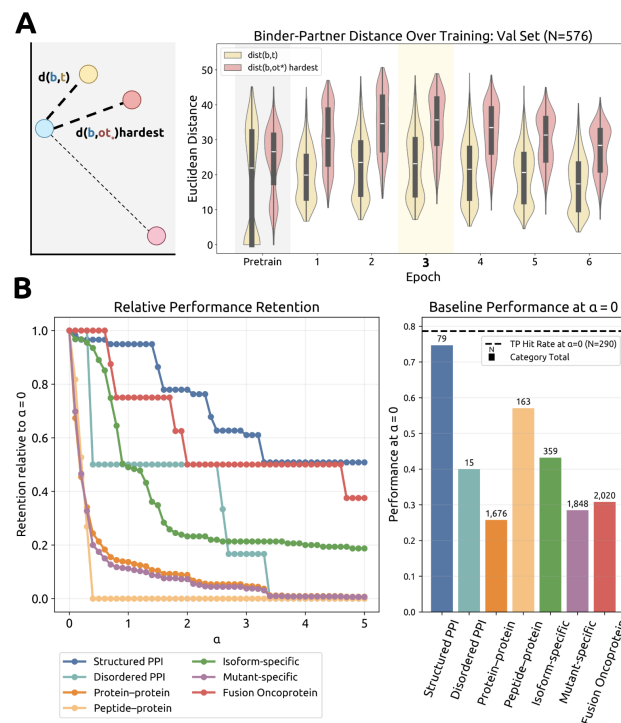 A
d(b,t)
d(b,ot*)hardest
Binder-Partner Distance Over Training: Val Set (N=576)
dist(b,t)
dist(b,ot*) hardest
Euclidean Distance
50
40
30
20
10
0
Pretrain 1 2 3 4 5 6
Epoch
B
Relative Performance Retention
Retention relative to α = 0
1.0
0.8
0.6
0.4
0.2
0.0
0 1 2 3 4 5
α
Structured PPI
Disordered PPI
Protein–protein
Peptide–protein
Isoform-specific
Mutant-specific
Fusion Oncoprotein
Baseline Performance at α = 0
Performance at α = 0
0.8
0.7
0.6
0.5
0.4
0.3
0.2
0.1
0.0
TP Hit Rate at α=0 (N=290)
N
Category Total
79
15
1,676
163
359
1,848
2,020
Structured PPI
Disordered PPI
Protein–protein
Peptide–protein
Isoform-specific
Mutant-specific
Fusion Oncoprotein